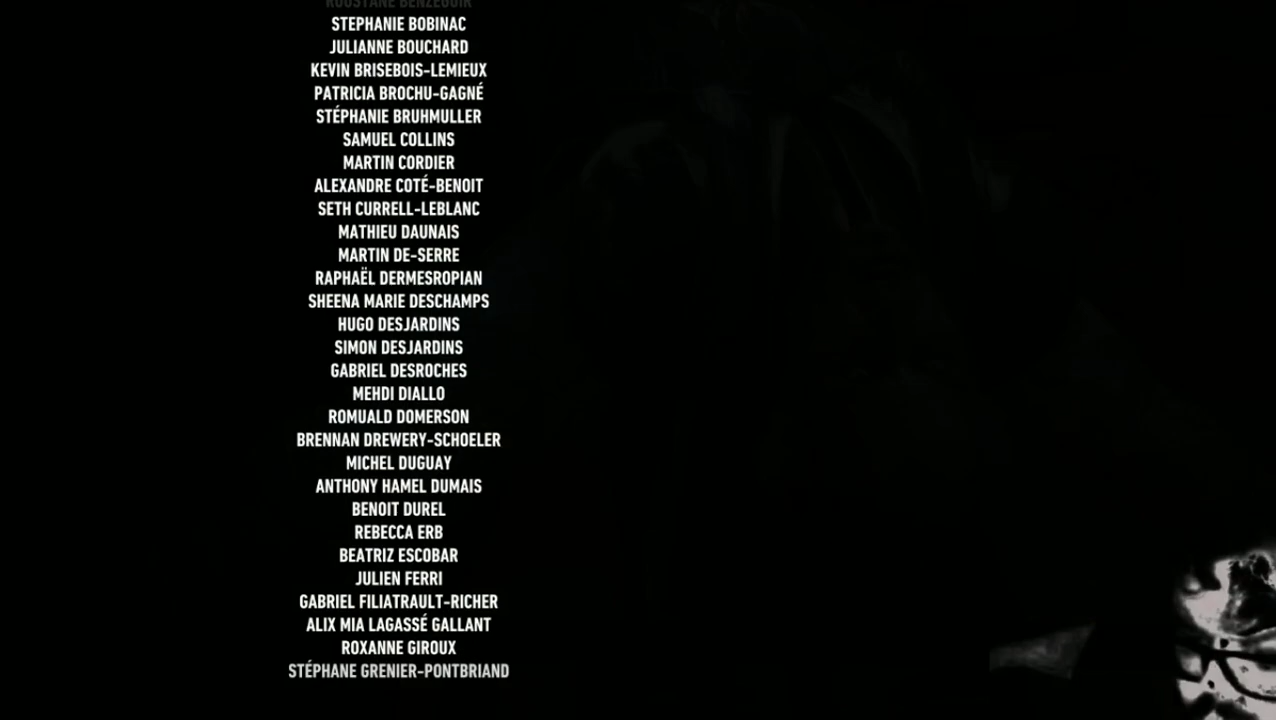 STEPHANIE BOBINAC
JULIANNE BOUCHARD
KEVIN BRISEBOIS-LEMIEUX
PATRICIA BROCHU-GAGNÉ
STÉPHANIE BRUHMULLER
SAMUEL COLLINS
MARTIN CORDIER
ALEXANDRE COTÉ-BENOIT
SETH CURRELL-LEBLANC
MATHIEU DAUNAIS
MARTIN DE-SERRE
RAPHAËL DERMESROPIAN
SHEENA MARIE DESCHAMPS
HUGO DESJARDINS
SIMON DESJARDINS
GABRIEL DESROCHES
MEHDI DIALLO
ROMUALD DOMERSON
BRENNAN DREWERY-SCHOELER
MICHEL DUGUAY
ANTHONY HAMEL DUMAIS
BENOIT DUREL
REBECCA ERB
BEATRIZ ESCOBAR
JULIEN FERRI
GABRIEL FILIATRAULT-RICHER
ALIX MIA LAGASSÉ GALLANT
ROXANNE GIROUX
STÉPHANE GRENIER-PONTBRIAND